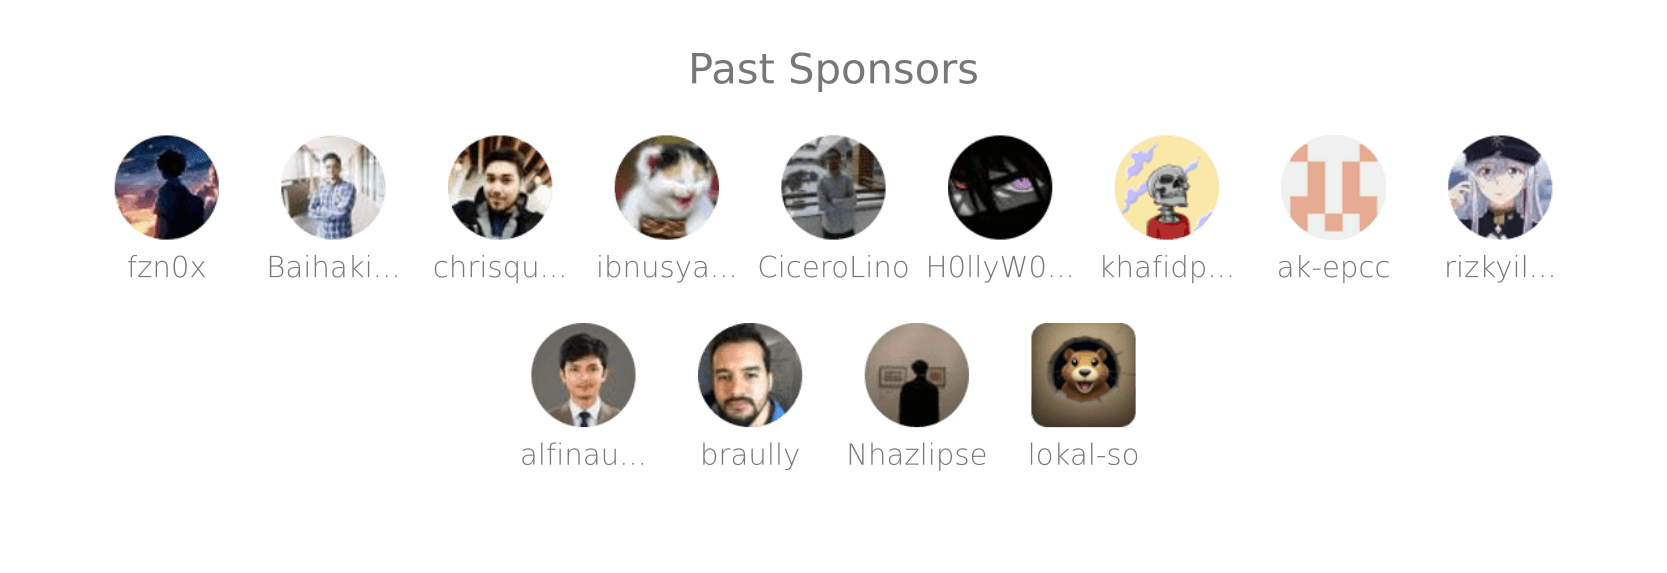 Past Sponsors
fzn0x Baihaki... chrisqu... ibnusya... CiceroLino H0llyW0... khafidp... ak-epcc rizkyil...
alfinau... braully Nhazlipse lokal-so